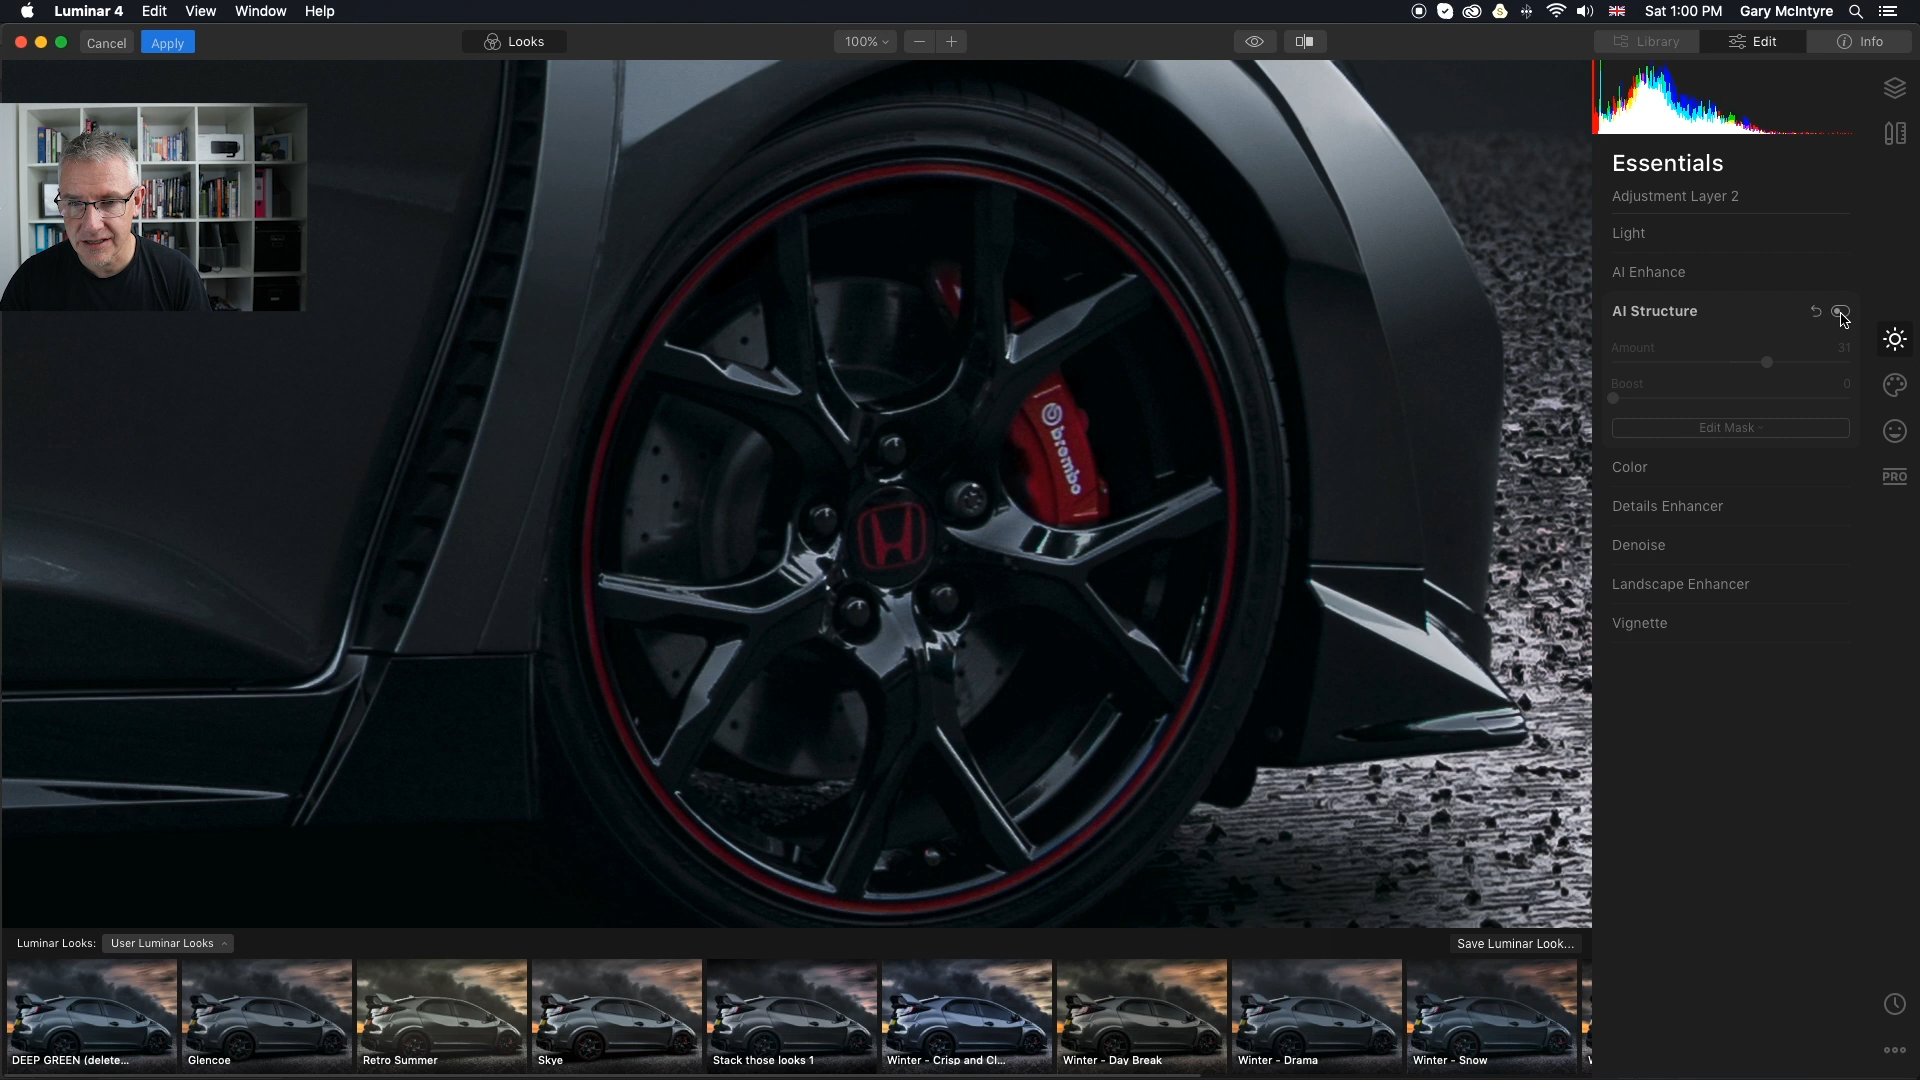 Luminar 4 Edit View Window Help Sat 1:00 PM Gary McIntyre
Cancel Apply Looks 100% Library Edit Info
Essentials
Adjustment Layer 2
Light
AI Enhance
AI Structure
Amount 31
Boost 0
Edit Mask
Color
Details Enhancer
Denoise
Landscape Enhancer
Vignette
PRO
brembo
Luminar Looks: User Luminar Looks Save Luminar Look...
DEEP GREEN (delete... Glencoe Retro Summer Skye Stack those looks 1 Winter - Crisp and Cl... Winter - Day Break Winter - Drama Winter - Snow